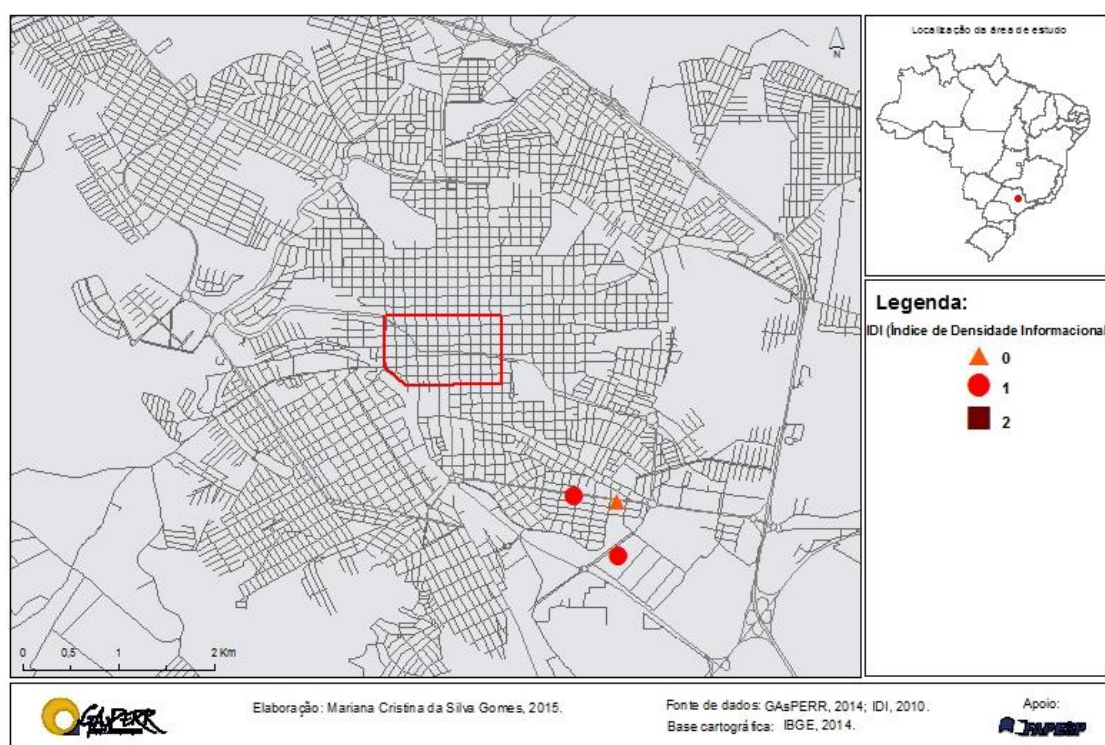 Localização da área de estudo
N
Legenda:
IDI (Índice de Densidade Informacional
0
1
2
0 0,5 1 2 Km
GAsPERR
Elaboração: Mariana Cristina da Silva Gomes, 2015.
Fonte de dados: GAsPERR, 2014; IDI, 2010.
Base cartográfica: IBGE, 2014.
Apoio:
FAPESP